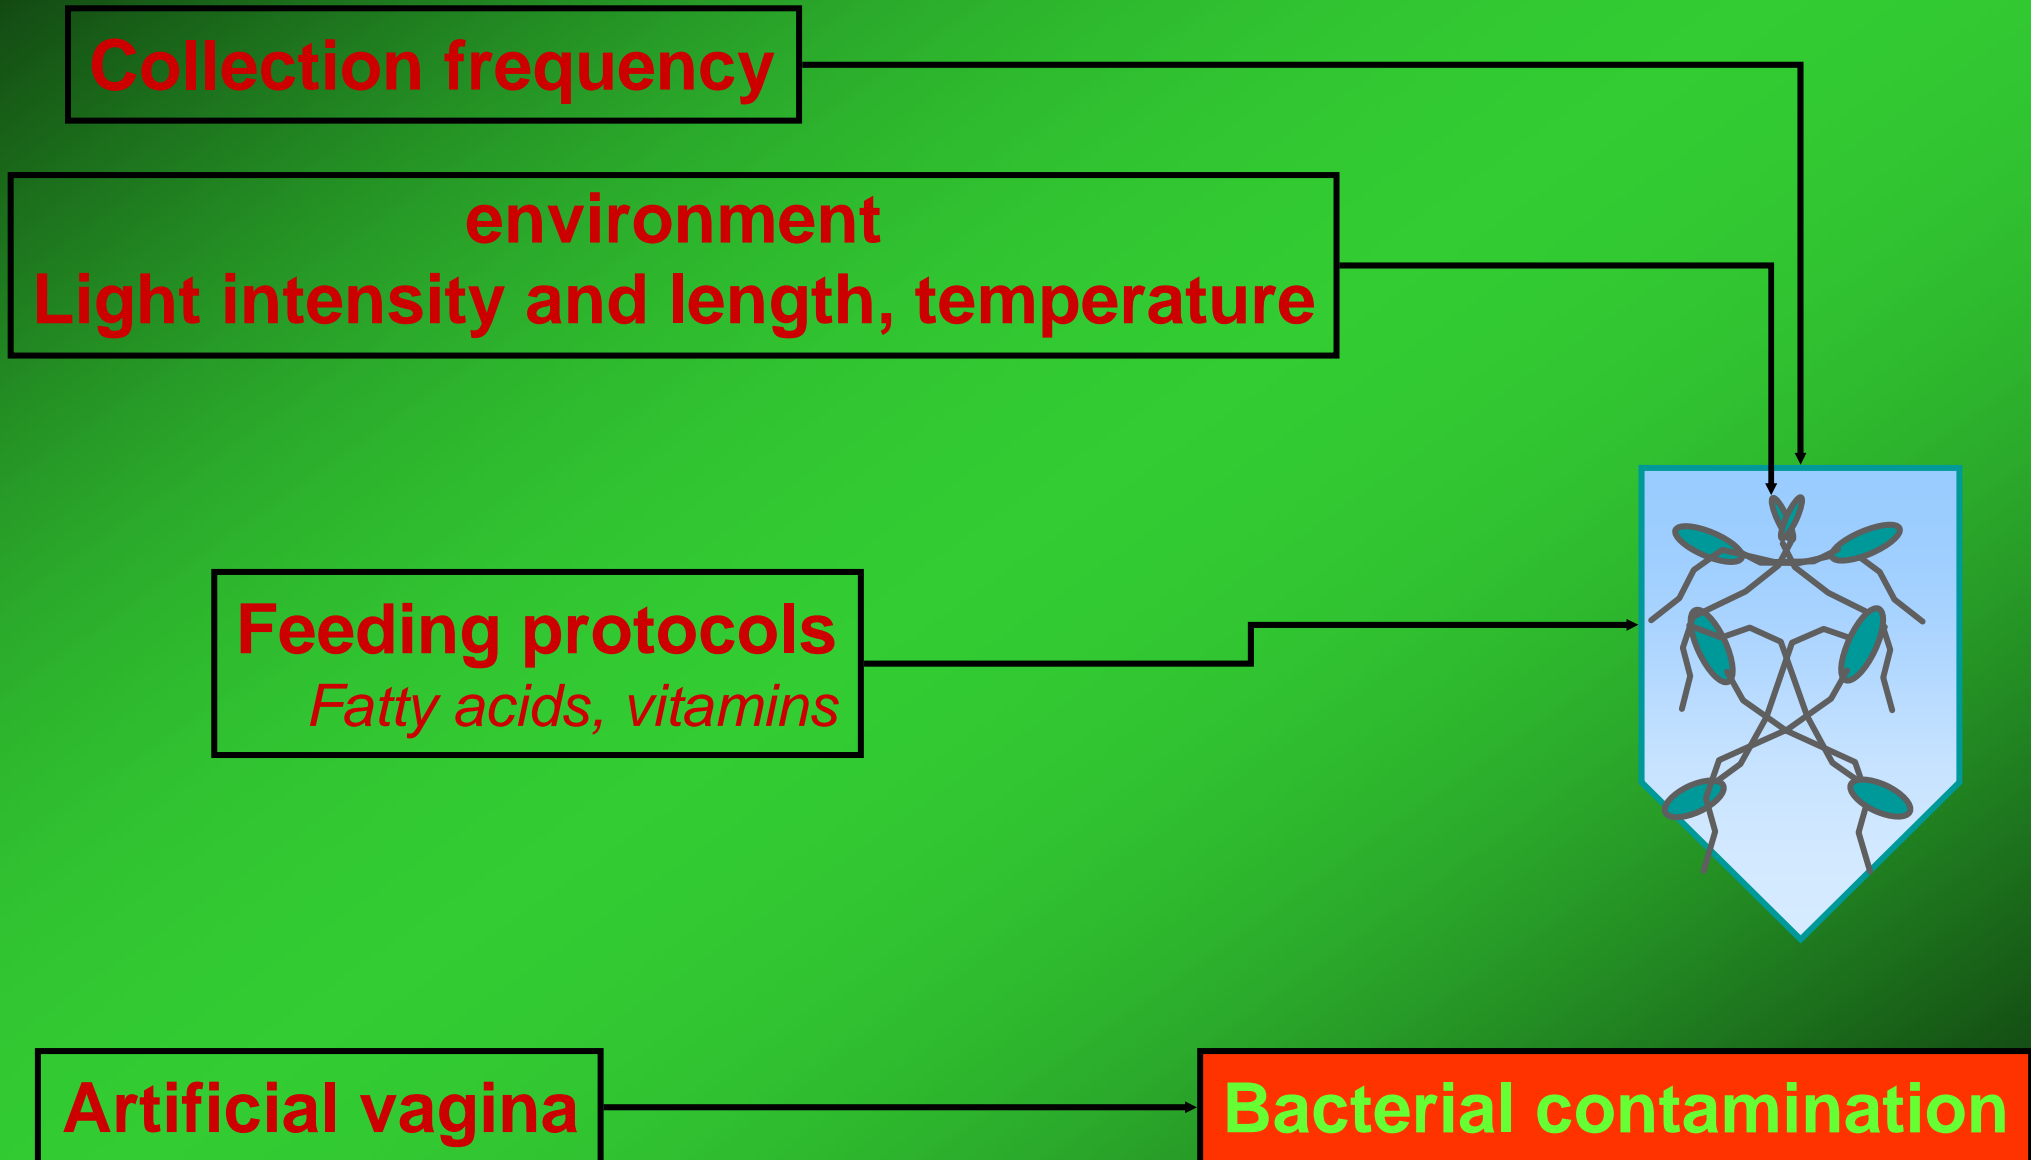 Collection frequency
environment
Light intensity and length, temperature
Feeding protocols
Fatty acids, vitamins
Artificial vagina
Bacterial contamination